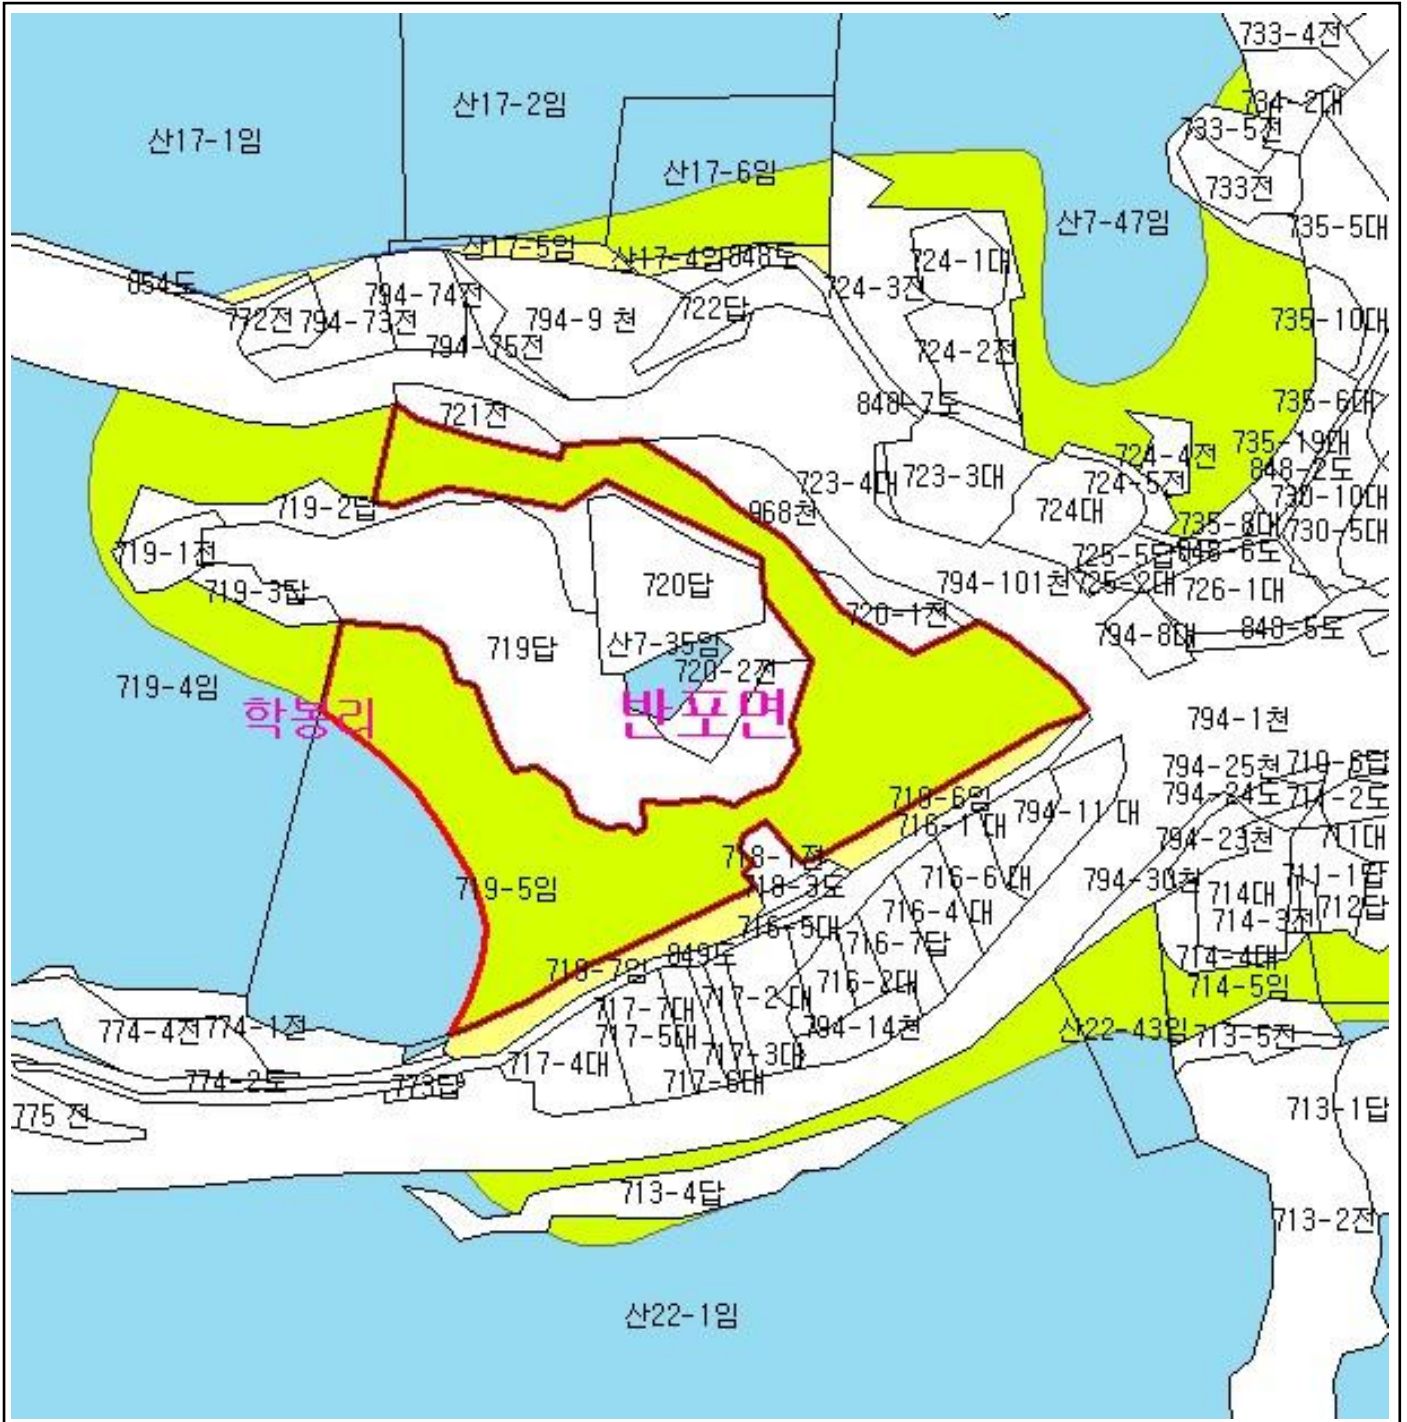 733-4전
산17-2임
734-2대
산17-1임
733-5전
산17-6임
733전
산7-47임
735-5대
산17-5임
산17-4임
848도
724-1대
854도
794-74전
724-3전
772전
794-73전
794-9 천
722답
735-10대
794-75전
724-2전
721전
848-7도
735-6대
735-19대
724-4전
848-2도
719-2답
723-4대
723-3대
724-5전
730-10대
968천
724대
735-8대
730-5대
719-1전
725-5답
848-6도
719-3답
720답
794-101천
725-2대
726-1대
720-1전
794-8대
848-5도
719답
산7-35임
720-2전
719-4임
학봉리
반포면
794-1천
794-25천
710-6답
718-6임
794-24도
711-2도
716-1대
794-11 대
794-23천
711대
718-1전
716-6대
794-30천
711-1답
719-5임
718-3도
714대
712답
716-4대
714-3전
716-5대
716-7답
849도
714-4대
718-7임
716-2대
714-5임
717-7대
717-2대
774-4전
774-1전
717-5대
794-14천
산22-43임
713-5전
717-4대
717-3대
774-2도
773답
717-6대
775 전
713-1답
713-4답
713-2전
산22-1임